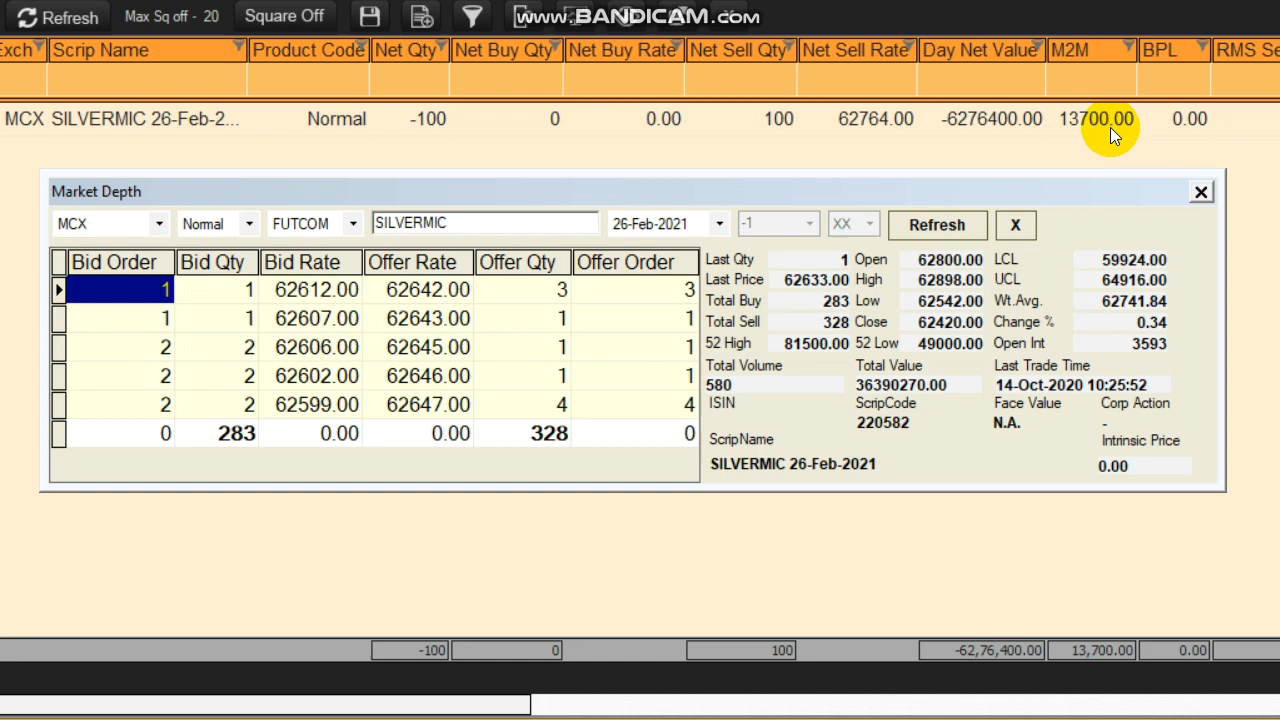 Refresh Max Sq off - 20 Square Off www.BANDICAM.com
Exch Scrip Name Product Code Net Qty Net Buy Qty Net Buy Rate Net Sell Qty Net Sell Rate Day Net Value M2M BPL RMS Se
MCX SILVERMIC 26-Feb-2... Normal -100 0 0.00 100 62764.00 -6276400.00 13700.00 0.00
Market Depth
MCX Normal FUTCOM SILVERMIC 26-Feb-2021 -1 XX Refresh X
Bid Order Bid Qty Bid Rate Offer Rate Offer Qty Offer Order
1 1 62612.00 62642.00 3 3
1 1 62607.00 62643.00 1 1
2 2 62606.00 62645.00 1 1
2 2 62602.00 62646.00 1 1
2 2 62599.00 62647.00 4 4
0 283 0.00 0.00 328 0
Last Qty 1 Open 62800.00 LCL 59924.00
Last Price 62633.00 High 62898.00 UCL 64916.00
Total Buy 283 Low 62542.00 Wt.Avg. 62741.84
Total Sell 328 Close 62420.00 Change % 0.34
52 High 81500.00 52 Low 49000.00 Open Int 3593
Total Volume Total Value Last Trade Time
580 36390270.00 14-Oct-2020 10:25:52
ISIN ScripCode Face Value Corp Action
220582 N.A. -
ScripName Intrinsic Price
SILVERMIC 26-Feb-2021 0.00
-100 0 100 -62,76,400.00 13,700.00 0.00